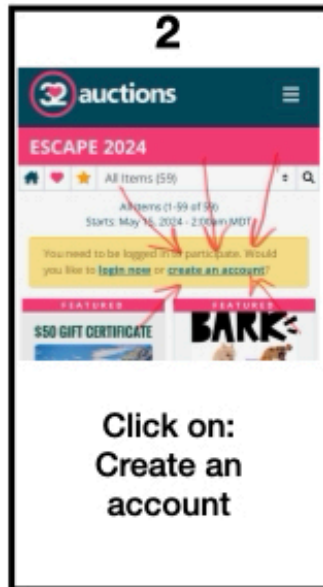 2
32 auctions
ESCAPE 2024
All Items (59)
All Items (1-59 of 59)
Starts: May 15, 2024 - 2:00am MDT
You need to be logged in to participate. Would
you like to login now or create an account?
FEATURED FEATURED
$50 GIFT CERTIFICATE BARK
Click on:
Create an
account